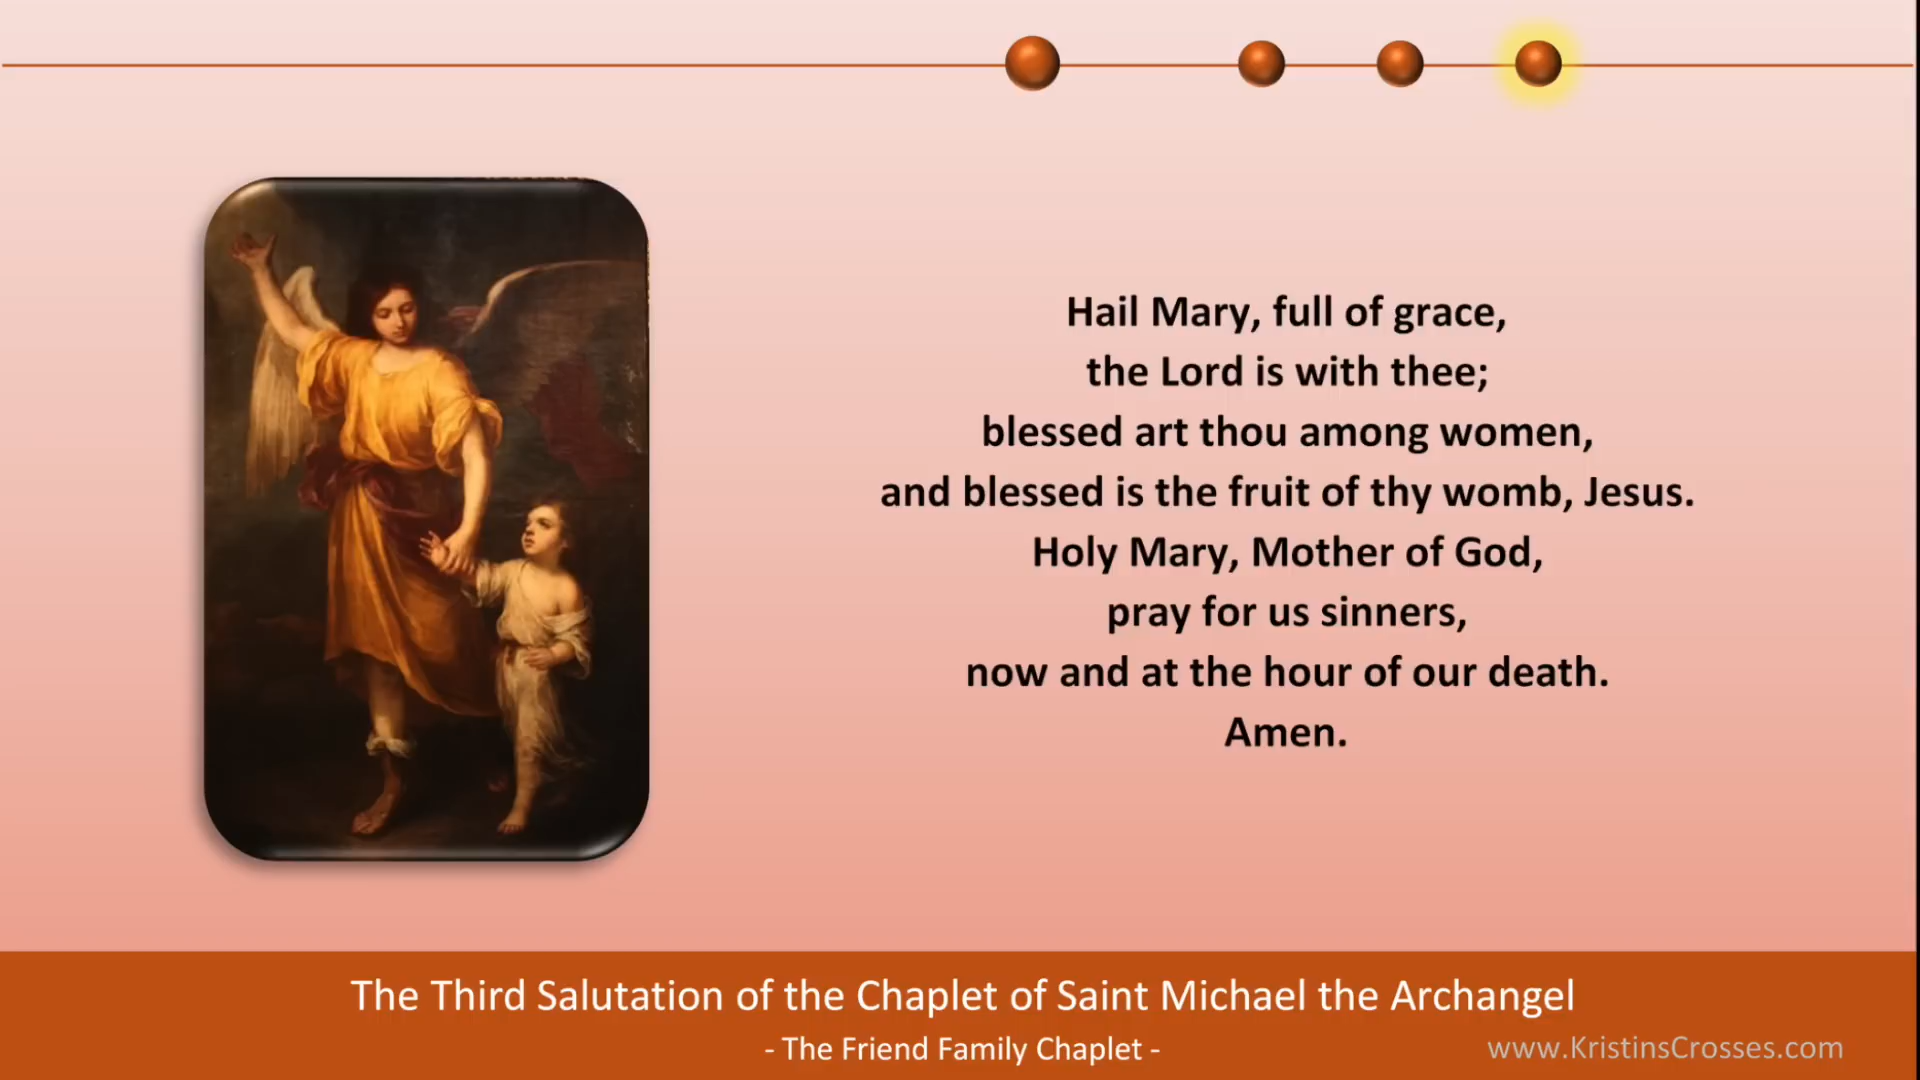 Hail Mary, full of grace,
the Lord is with thee;
blessed art thou among women,
and blessed is the fruit of thy womb, Jesus.
Holy Mary, Mother of God,
pray for us sinners,
now and at the hour of our death.
Amen.
The Third Salutation of the Chaplet of Saint Michael the Archangel
- The Friend Family Chaplet -
www.KristinsCrosses.com